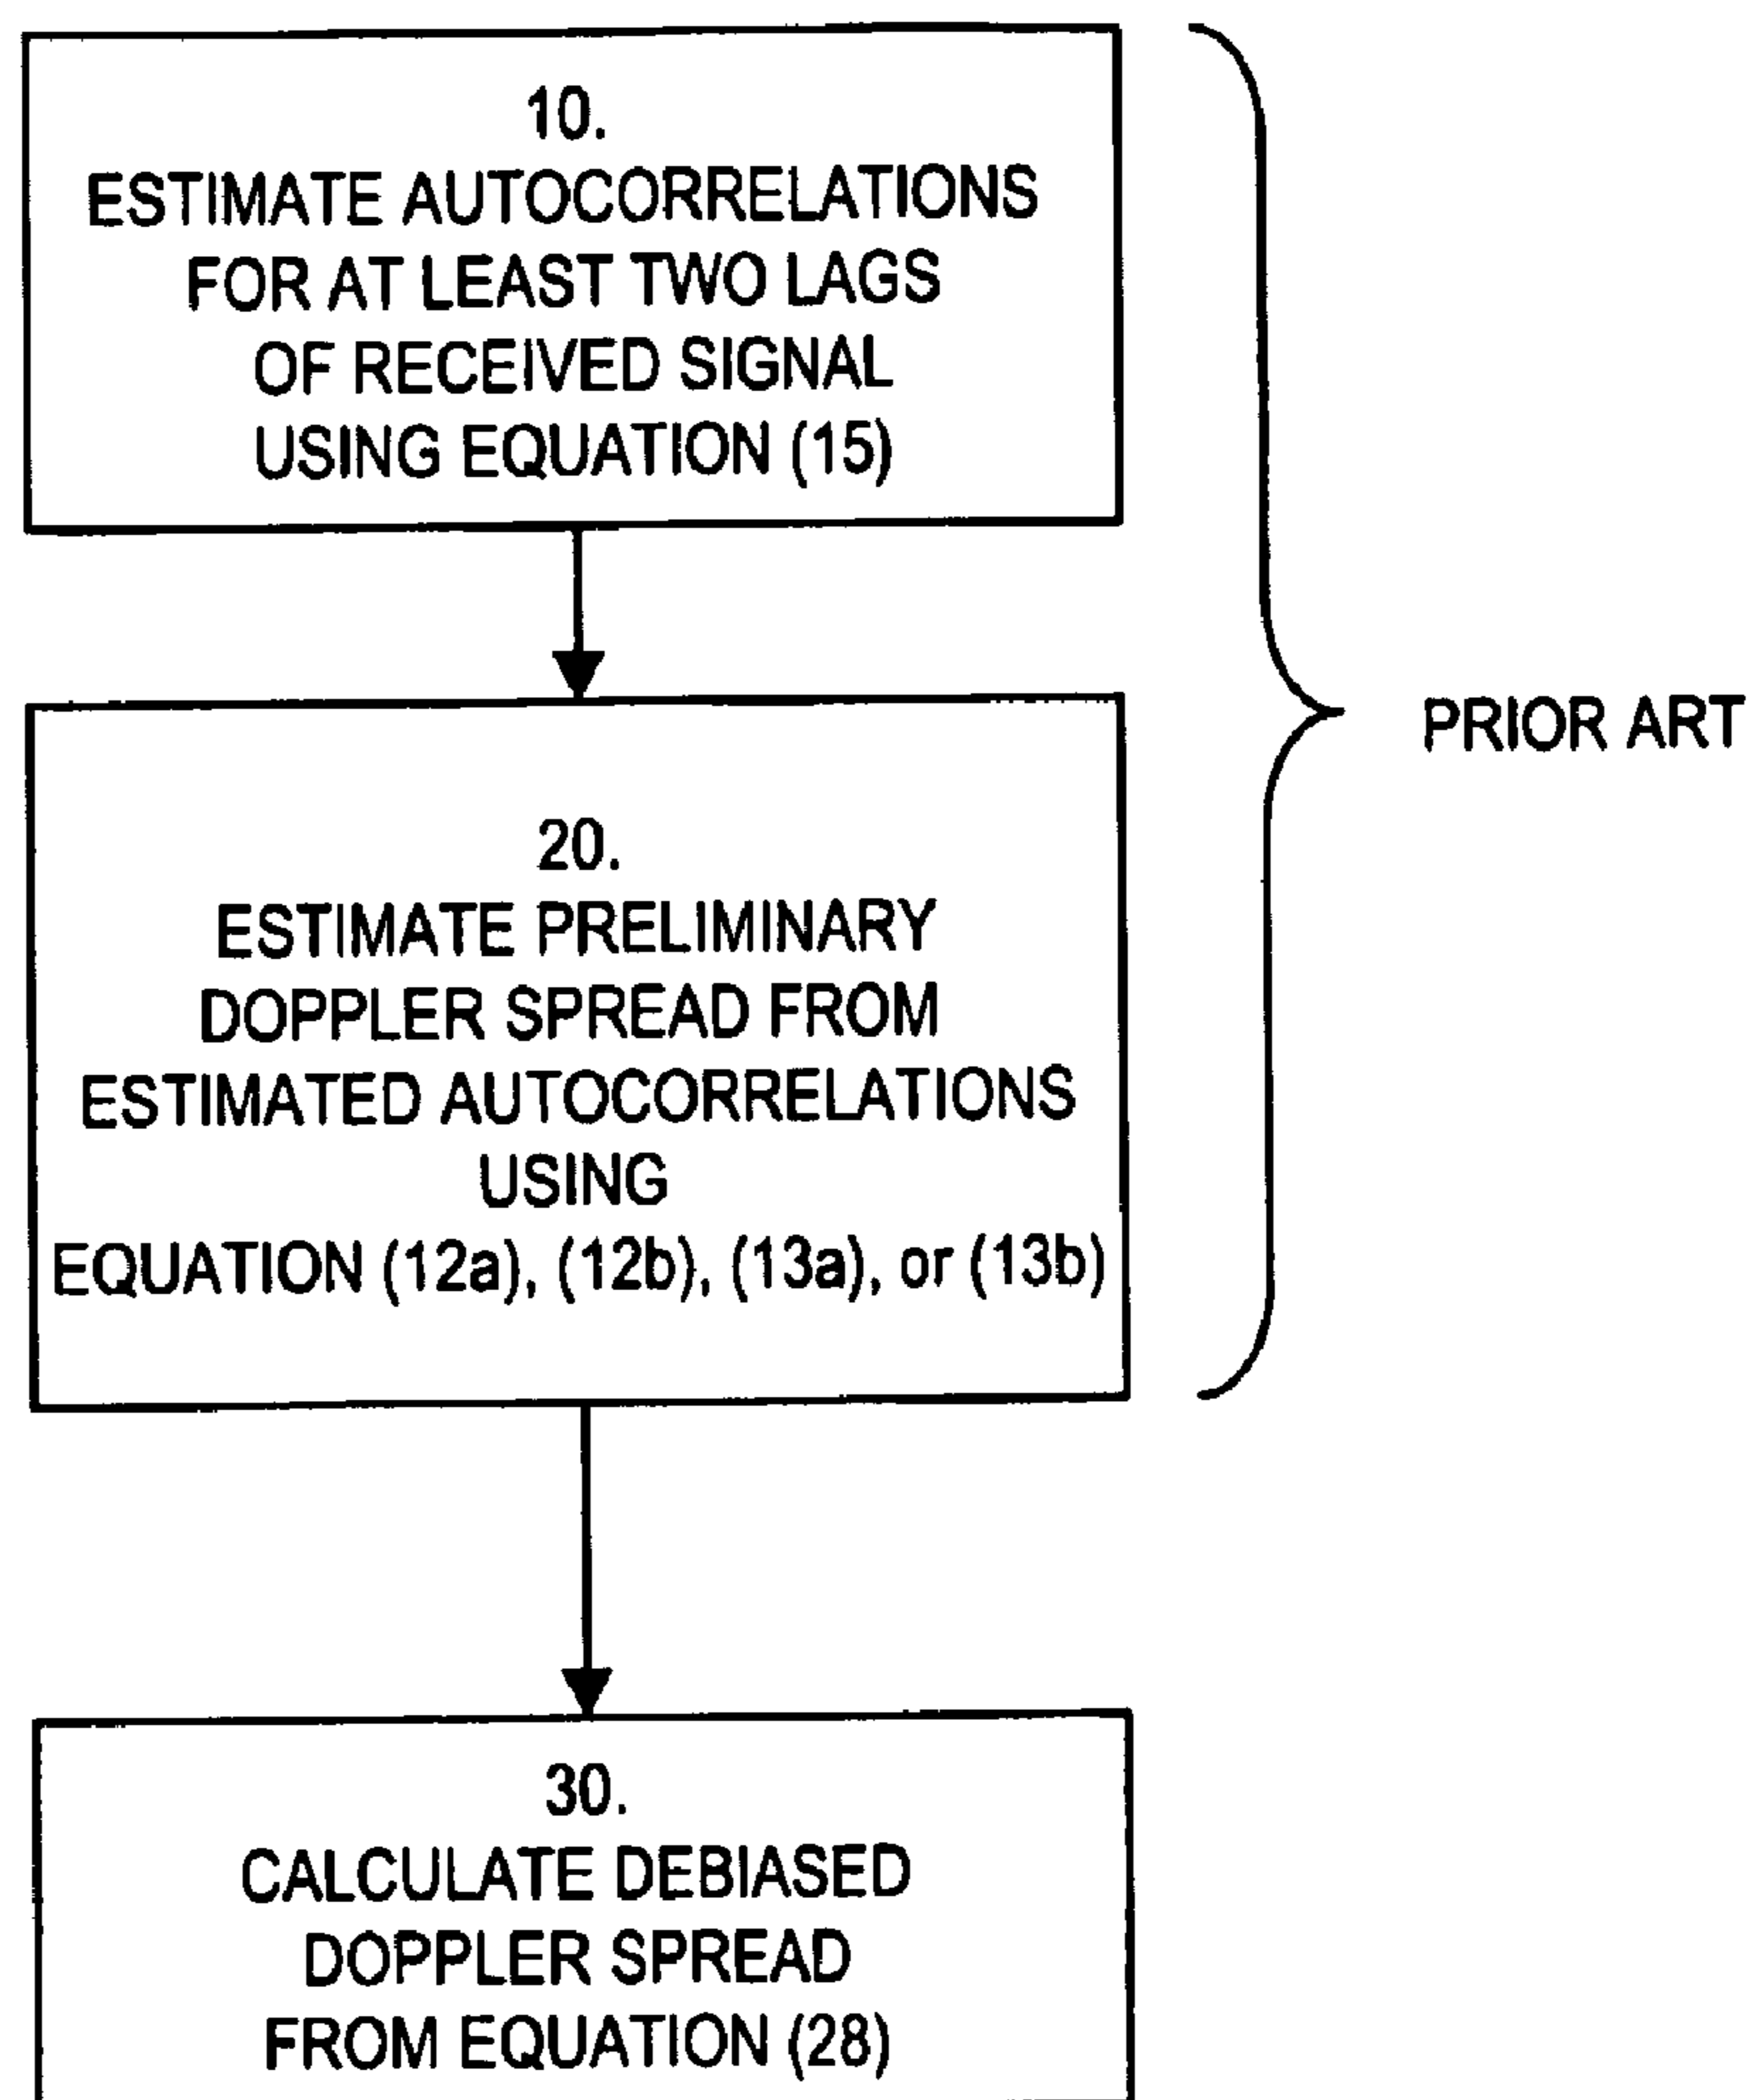 10.
ESTIMATE AUTOCORRELATIONS
FOR AT LEAST TWO LAGS
OF RECEIVED SIGNAL
USING EQUATION (15)
PRIOR ART
20.
ESTIMATE PRELIMINARY
DOPPLER SPREAD FROM
ESTIMATED AUTOCORRELATIONS
USING
EQUATION (12a), (12b), (13a), or (13b)
30.
CALCULATE DEBIASED
DOPPLER SPREAD
FROM EQUATION (28)